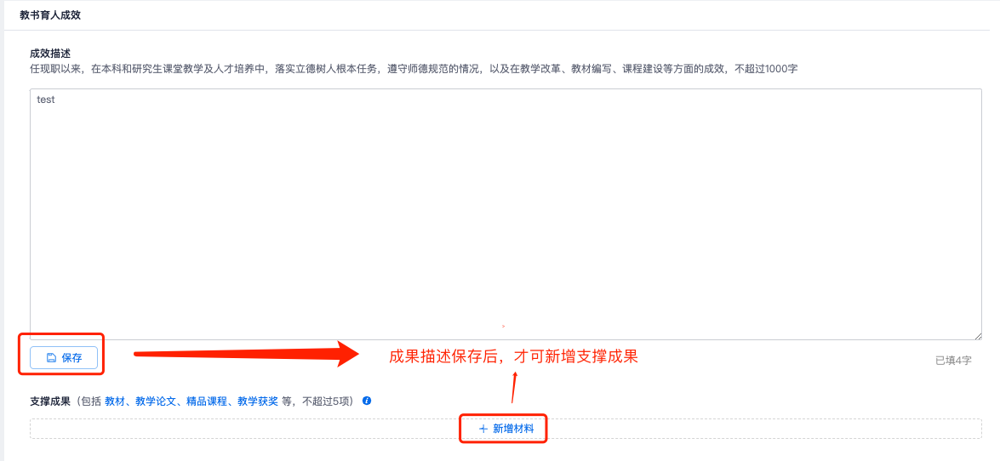 教书育人成效
成效描述
任现职以来，在本科和研究生课堂教学及人才培养中，落实立德树人根本任务，遵守师德规范的情况，以及在教学改革、教材编写、课程建设等方面的成效，不超过1000字
test
保存
成果描述保存后，才可新增支撑成果
已填4字
支撑成果（包括 教材、教学论文、精品课程、教学获奖 等，不超过5项）
+ 新增材料